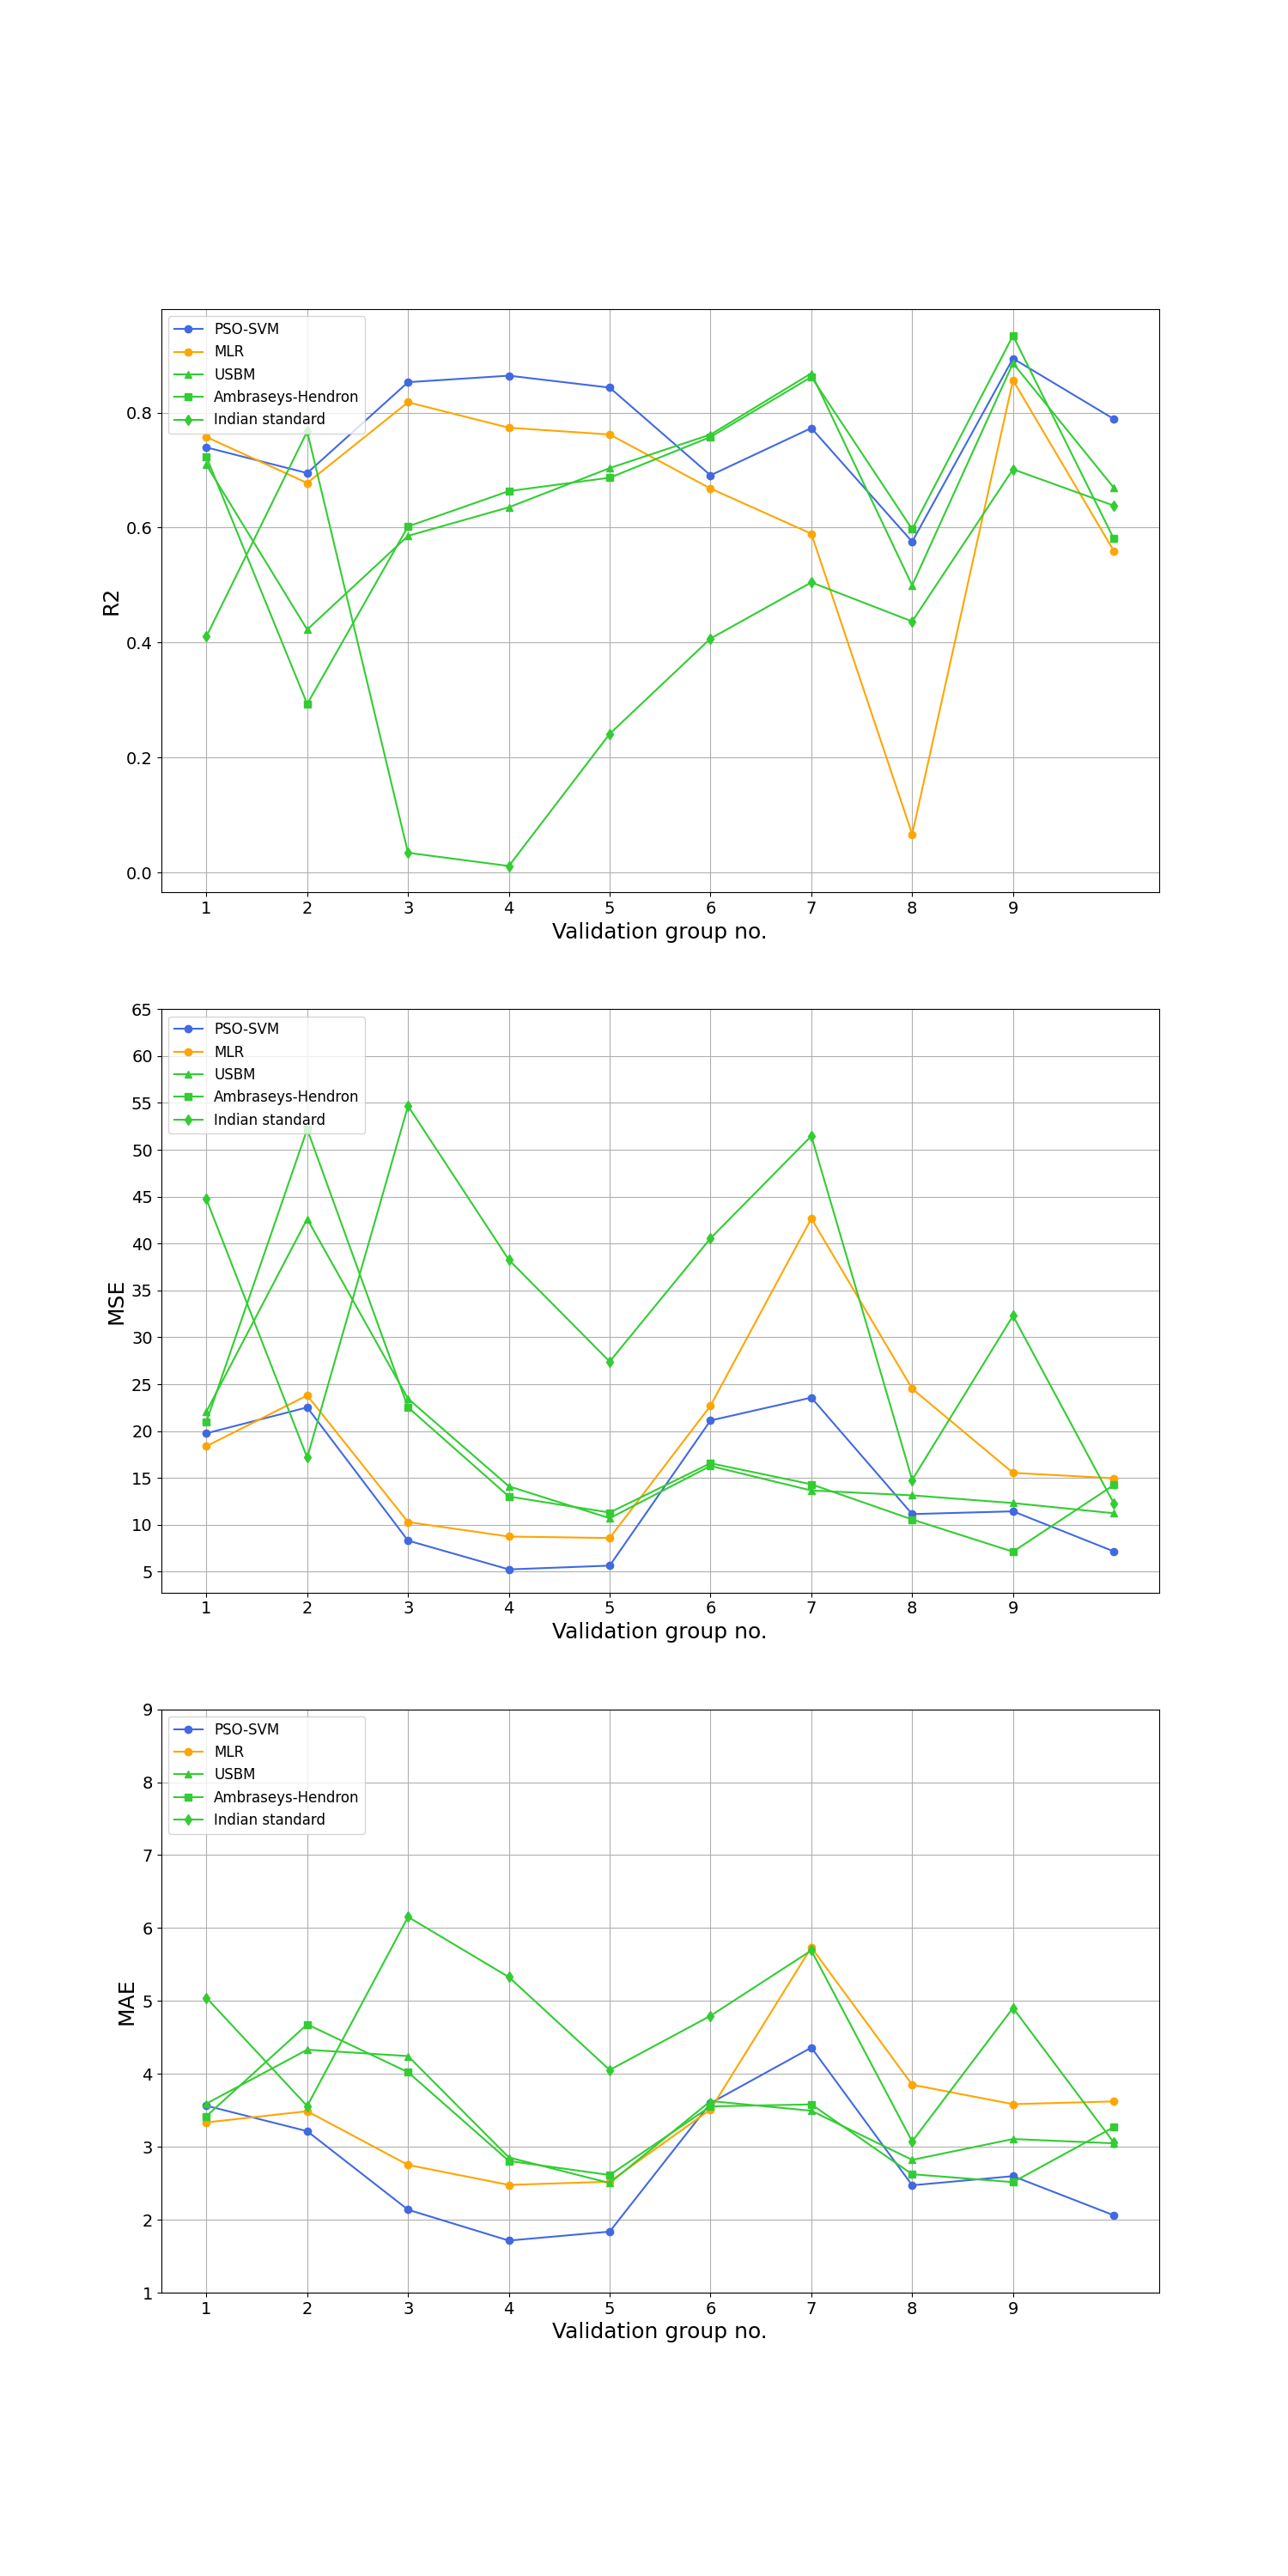 PSO-SVM
MLR
USBM
Ambraseys-Hendron
Indian standard
R2
0.8
0.6
0.4
0.2
0.0
1 2 3 4 5 6 7 8 9
Validation group no.
PSO-SVM
MLR
USBM
Ambraseys-Hendron
Indian standard
MSE
65
60
55
50
45
40
35
30
25
20
15
10
5
1 2 3 4 5 6 7 8 9
Validation group no.
PSO-SVM
MLR
USBM
Ambraseys-Hendron
Indian standard
MAE
9
8
7
6
5
4
3
2
1
1 2 3 4 5 6 7 8 9
Validation group no.